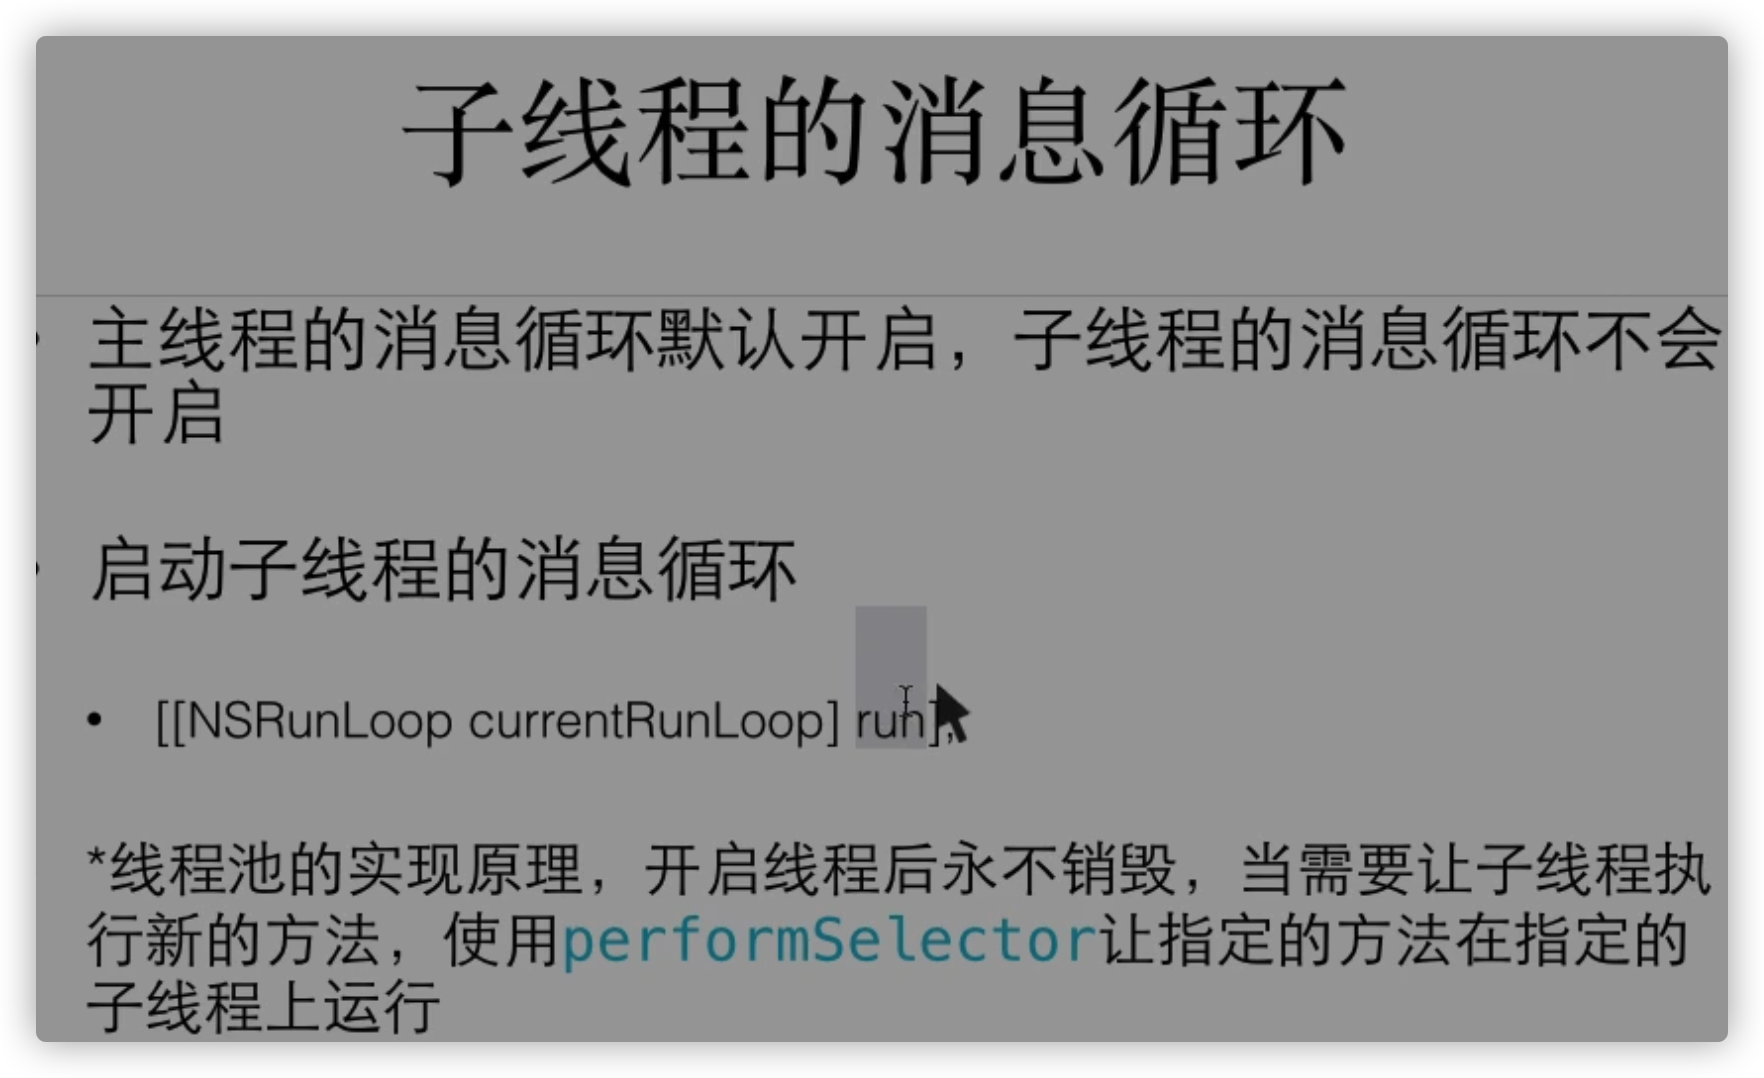 子线程的消息循环
主线程的消息循环默认开启，子线程的消息循环不会
开启
启动子线程的消息循环
• [[NSRunLoop currentRunLoop] run];
*线程池的实现原理，开启线程后永不销毁，当需要让子线程执
行新的方法，使用performSelector让指定的方法在指定的
子线程上运行